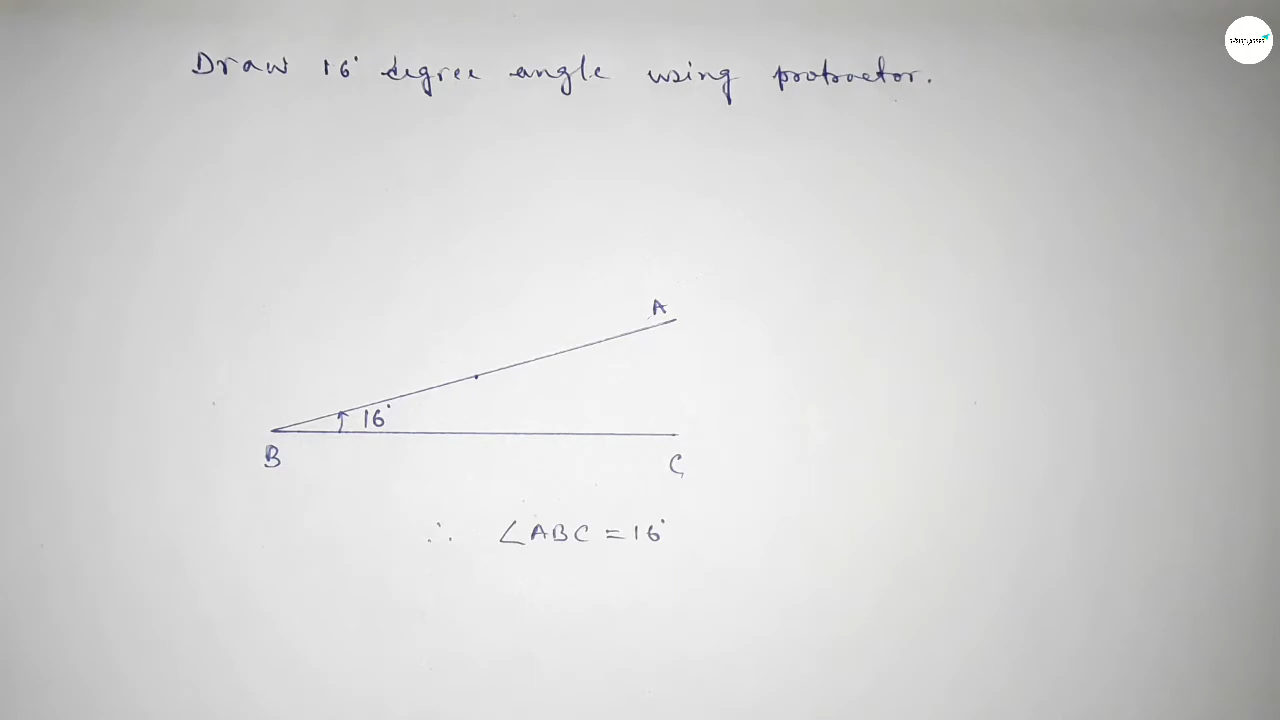 Draw 16° degree angle using protractor.
A
16°
B
C
∴ ∠ABC = 16°